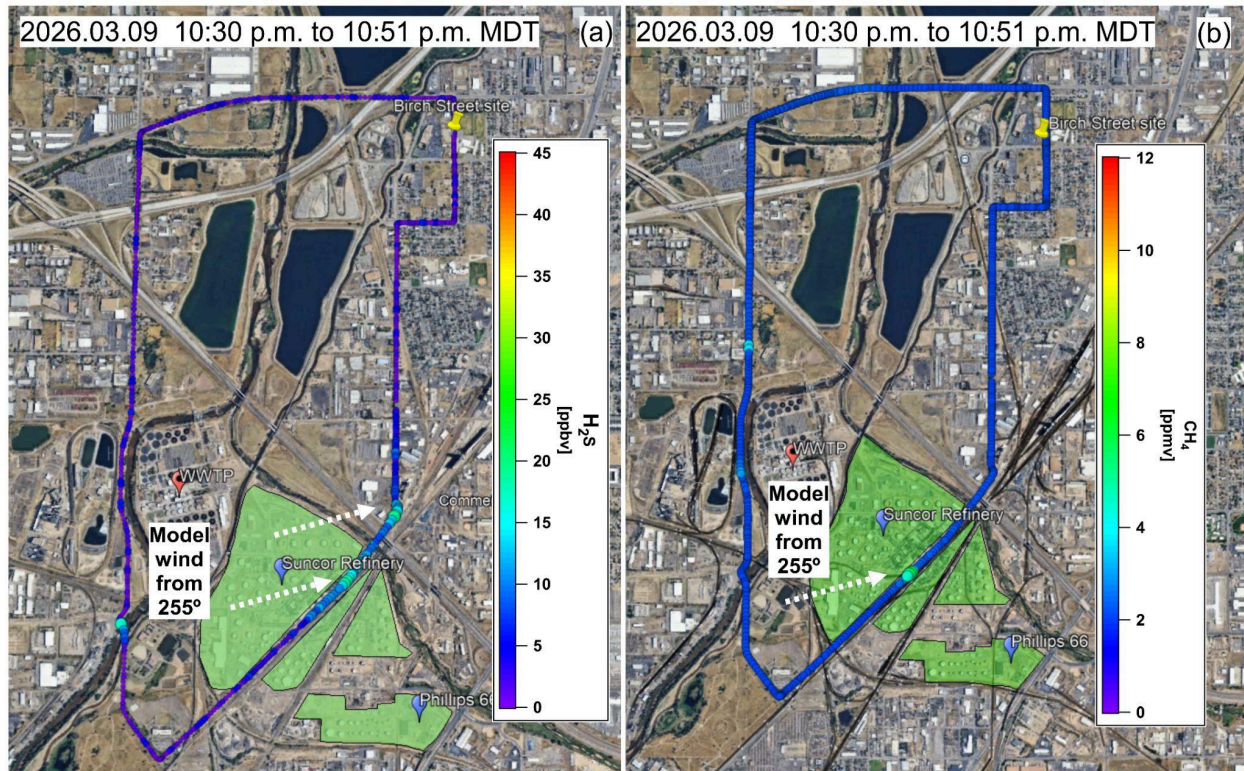 2026.03.09 10:30 p.m. to 10:51 p.m. MDT (a)
Birch Street site
45
40
35
30
25
20
15
10
5
0
H2S
[ppbv]
WWTP
Comme
Model
wind
from
255º
Suncor Refinery
Phillips 66
2026.03.09 10:30 p.m. to 10:51 p.m. MDT (b)
Birch Street site
12
10
8
6
4
2
0
CH4
[ppmv]
WWTP
Model
wind
from
255º
Suncor Refinery
Phillips 66